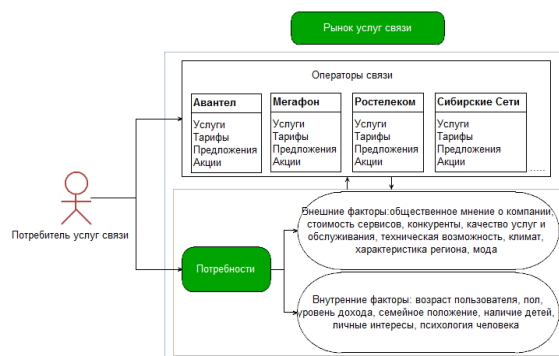 Рынок услуг связи
Операторы связи
Авантел
Услуги
Тарифы
Предложения
Акции
Мегафон
Услуги
Тарифы
Предложения
Акции
Ростелеком
Услуги
Тарифы
Предложения
Акции
Сибирские Сети
Услуги
Тарифы
Предложения
Акции
.....
Потребитель услуг связи
Потребности
Внешние факторы:общественное мнение о компании,
стоимость сервисов, конкуренты, качество услуг и
обслуживания, техническая возможность, климат,
характеристика региона, мода
Внутренние факторы: возраст пользователя, пол,
уровень дохода, семейное положение, наличие детей,
личные интересы, психология человека